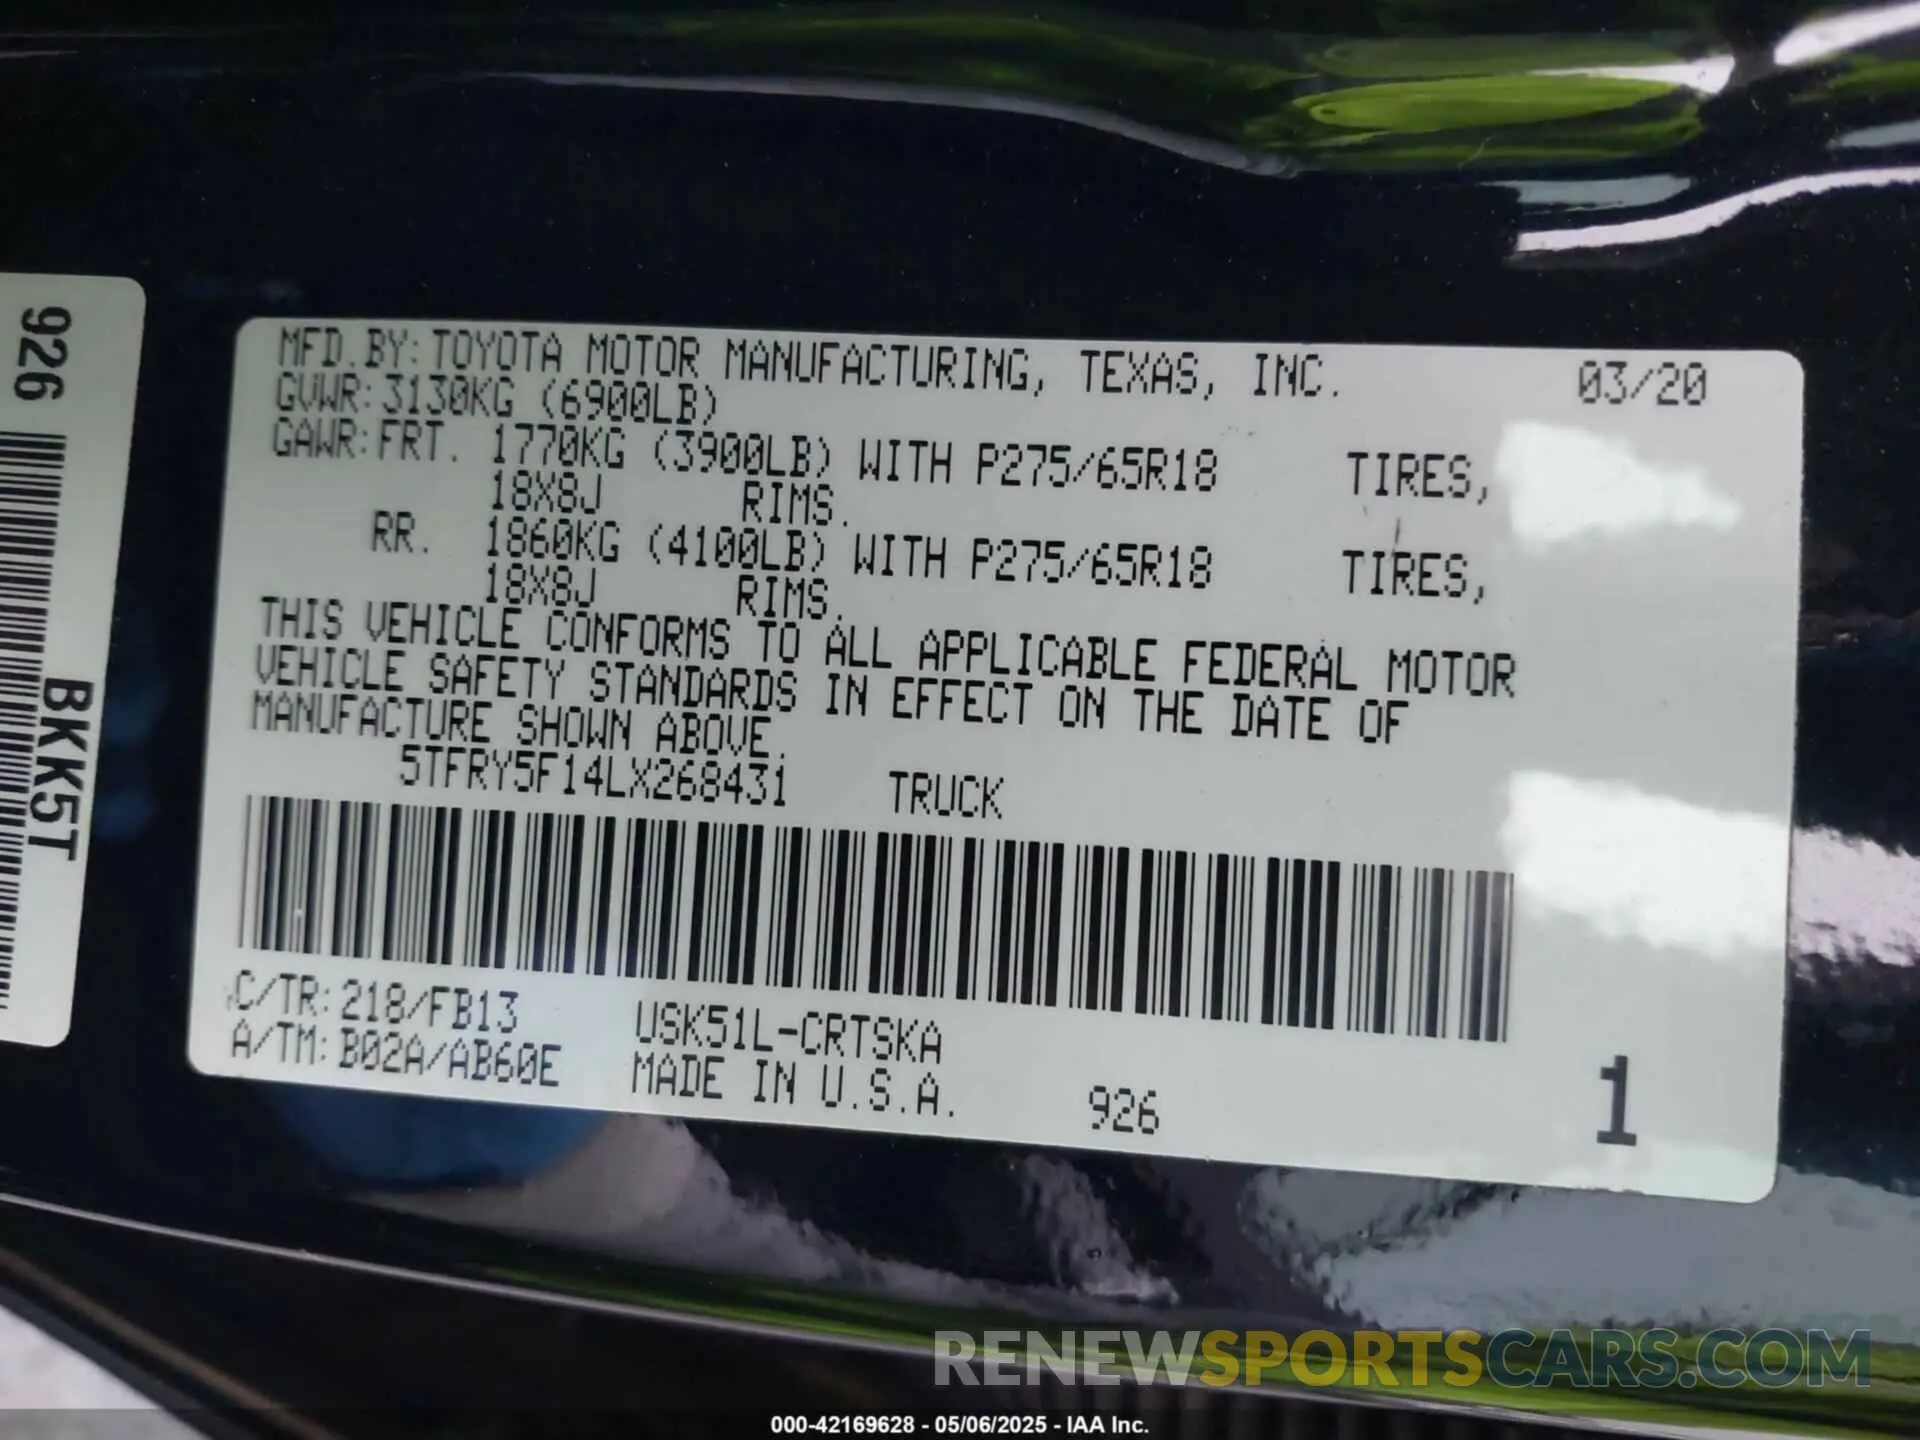 MFD.BY:TOYOTA MOTOR MANUFACTURING, TEXAS, INC. 03/20
GVWR:3130KG (6900LB)
GAWR:FRT. 1770KG (3900LB) WITH P275/65R18 TIRES,
18X8J RIMS.
RR. 1860KG (4100LB) WITH P275/65R18 TIRES,
18X8J RIMS.
THIS VEHICLE CONFORMS TO ALL APPLICABLE FEDERAL MOTOR
VEHICLE SAFETY STANDARDS IN EFFECT ON THE DATE OF
MANUFACTURE SHOWN ABOVE.
5TFRY5F14LX268431 TRUCK
C/TR:218/FB13 USK51L-CRTSKA
A/TM:B02A/AB60E MADE IN U.S.A. 926 1
926
BKK5T
RENEWSPORTSCARS.COM
000-42169628 - 05/06/2025 - IAA Inc.